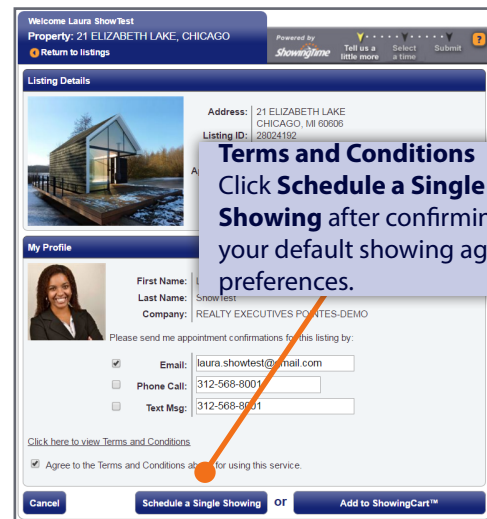 Welcome Laura ShowTest
Property: 21 ELIZABETH LAKE, CHICAGO
Return to listings
Powered by
ShowingTime
Tell us a little more
Select a time
Submit
?
Listing Details
Address: 21 ELIZABETH LAKE
CHICAGO, MI 60606
Listing ID: 28024192
Terms and Conditions
Click Schedule a Single
Showing after confirmin
your default showing ag
preferences.
My Profile
First Name:
Last Name: ShowTest
Company: REALTY EXECUTIVES POINTES-DEMO
Please send me appointment confirmations for this listing by:
Email: laura.showtest@gmail.com
Phone Call: 312-568-8001
Text Msg: 312-568-8001
Click here to view Terms and Conditions
Agree to the Terms and Conditions above for using this service.
Cancel
Schedule a Single Showing
or
Add to ShowingCart™